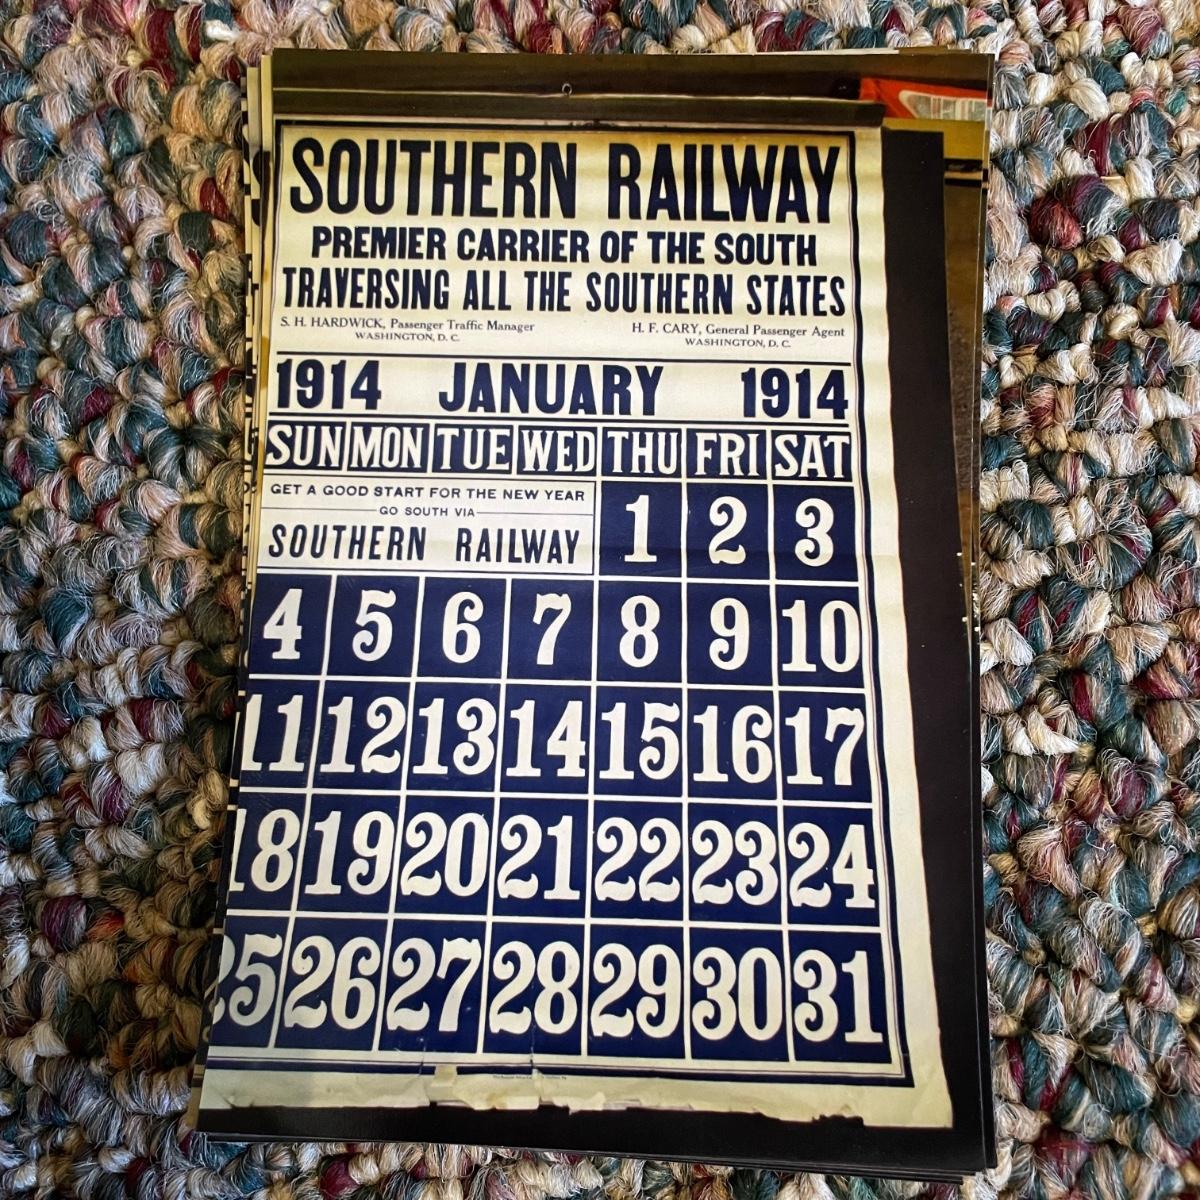 SOUTHERN RAILWAY
PREMIER CARRIER OF THE SOUTH
TRAVERSING ALL THE SOUTHERN STATES
S. H. HARDWICK, Passenger Traffic Manager
WASHINGTON, D. C.
H. F. CARY, General Passenger Agent
WASHINGTON, D. C.
1914 JANUARY 1914
SUN MON TUE WED THU FRI SAT
GET A GOOD START FOR THE NEW YEAR
GO SOUTH VIA
SOUTHERN RAILWAY
1 2 3
4 5 6 7 8 9 10
11 12 13 14 15 16 17
18 19 20 21 22 23 24
25 26 27 28 29 30 31